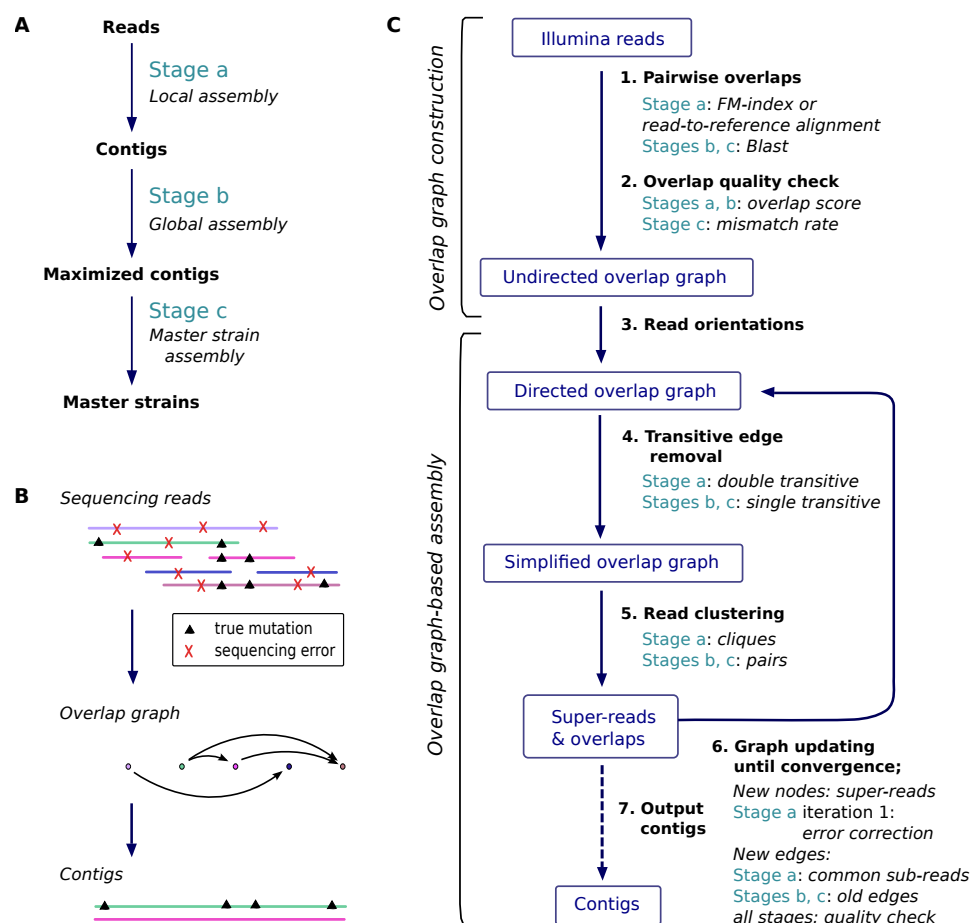 A
Reads
Stage a
Local assembly
Contigs
Stage b
Global assembly
Maximized contigs
Stage c
Master strain
assembly
Master strains
B
Sequencing reads
true mutation
sequencing error
Overlap graph
Contigs
C
Overlap graph construction
Illumina reads
1. Pairwise overlaps
Stage a: FM-index or
read-to-reference alignment
Stages b, c: Blast
2. Overlap quality check
Stages a, b: overlap score
Stage c: mismatch rate
Undirected overlap graph
3. Read orientations
Overlap graph-based assembly
Directed overlap graph
4. Transitive edge
removal
Stage a: double transitive
Stages b, c: single transitive
Simplified overlap graph
5. Read clustering
Stage a: cliques
Stages b, c: pairs
Super-reads
& overlaps
6. Graph updating
until convergence;
New nodes: super-reads
Stage a iteration 1:
error correction
New edges:
Stage a: common sub-reads
Stages b, c: old edges
all stages: quality check
7. Output
contigs
Contigs